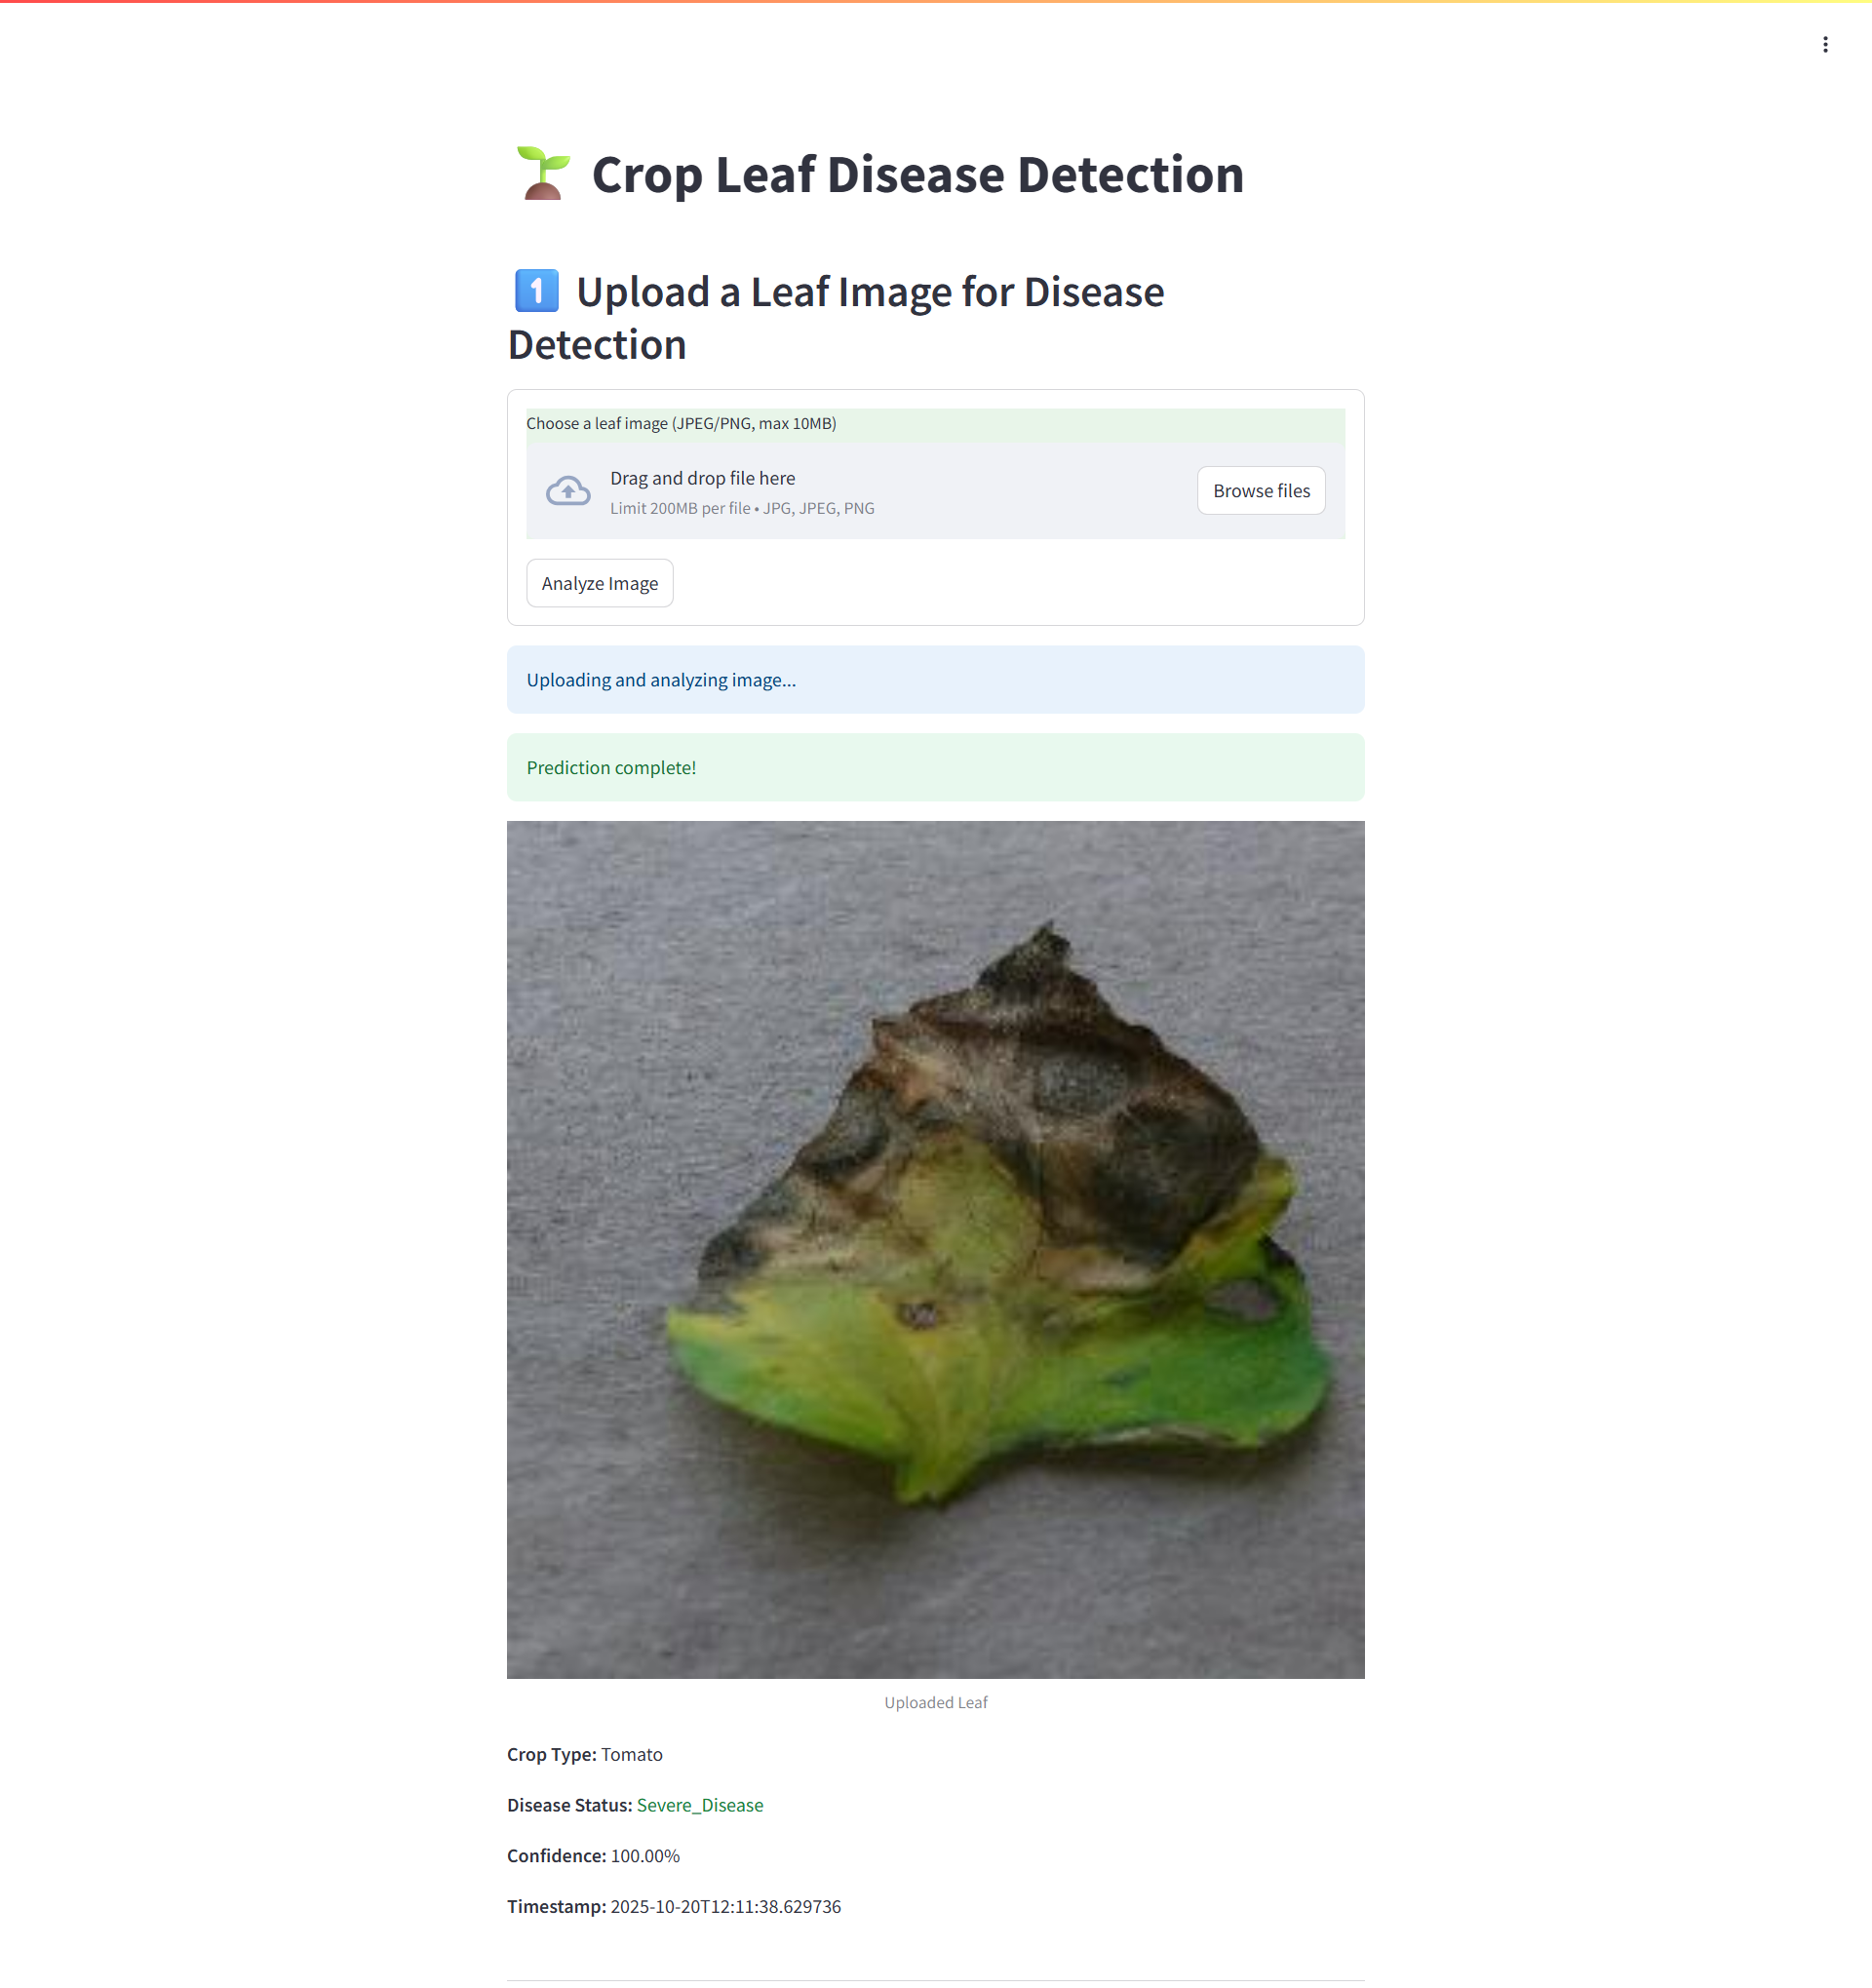 🌱 Crop Leaf Disease Detection
1️⃣ Upload a Leaf Image for Disease
Detection
Choose a leaf image (JPEG/PNG, max 10MB)
Drag and drop file here
Limit 200MB per file • JPG, JPEG, PNG
Browse files
Analyze Image
Uploading and analyzing image...
Prediction complete!
Uploaded Leaf
Crop Type: Tomato
Disease Status: Severe_Disease
Confidence: 100.00%
Timestamp: 2025-10-20T12:11:38.629736